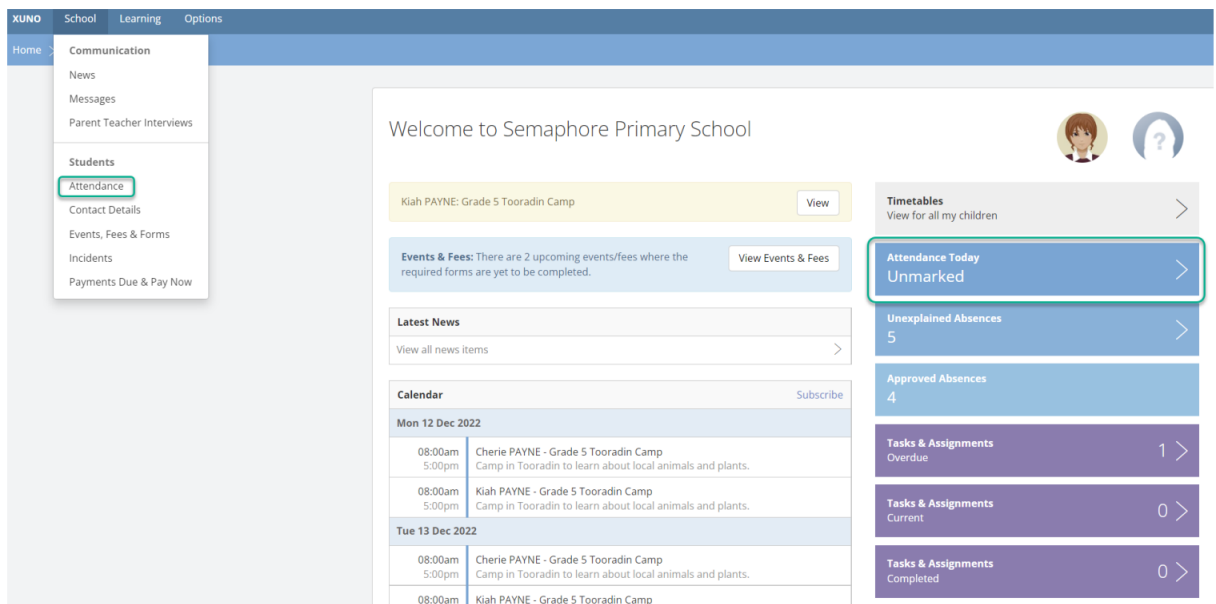 XUNO School Learning Options
Home
Communication
News
Messages
Parent Teacher Interviews
Students
Attendance
Contact Details
Events, Fees & Forms
Incidents
Payments Due & Pay Now
Welcome to Semaphore Primary School
?
Kiah PAYNE: Grade 5 Tooradin Camp
View
Events & Fees: There are 2 upcoming events/fees where the
required forms are yet to be completed.
View Events & Fees
Latest News
View all news items
Calendar Subscribe
Mon 12 Dec 2022
08:00am Cherie PAYNE - Grade 5 Tooradin Camp
5:00pm Camp in Tooradin to learn about local animals and plants.
08:00am Kiah PAYNE - Grade 5 Tooradin Camp
5:00pm Camp in Tooradin to learn about local animals and plants.
Tue 13 Dec 2022
08:00am Cherie PAYNE - Grade 5 Tooradin Camp
5:00pm Camp in Tooradin to learn about local animals and plants.
08:00am Kiah PAYNE - Grade 5 Tooradin Camp
Timetables
View for all my children
Attendance Today
Unmarked
Unexplained Absences
5
Approved Absences
4
Tasks & Assignments
Overdue
1
Tasks & Assignments
Current
0
Tasks & Assignments
Completed
0